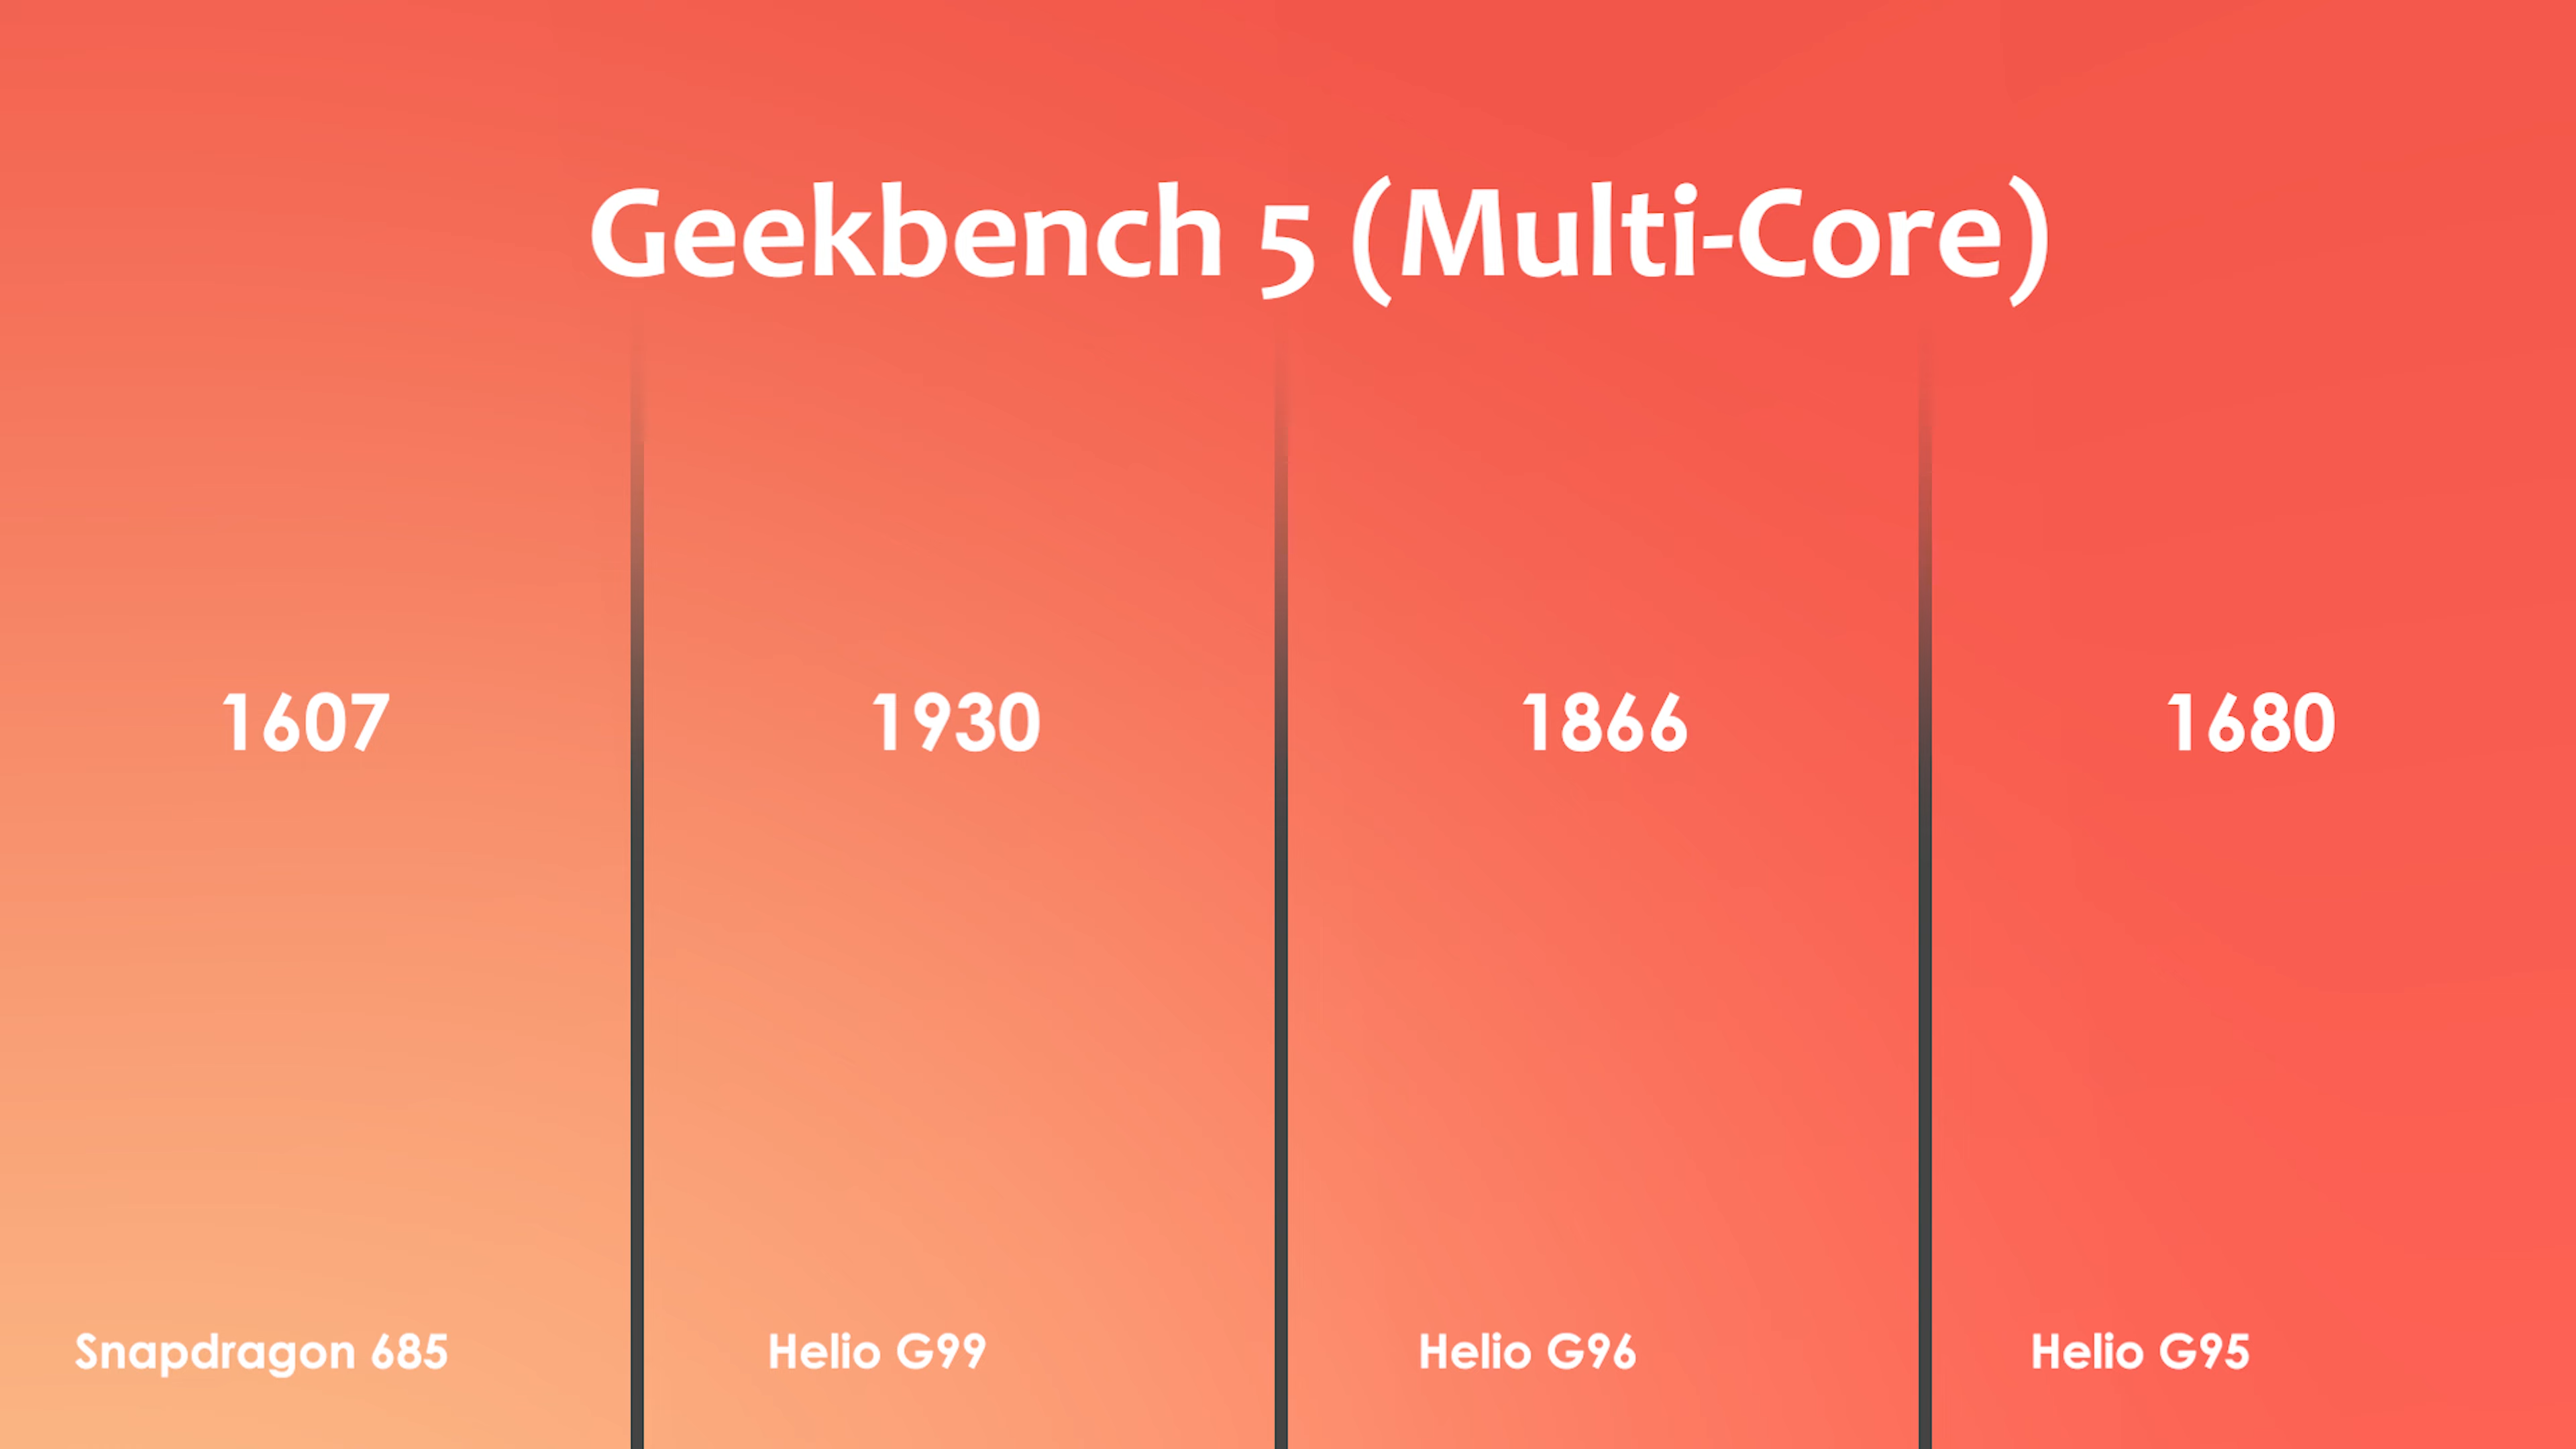 Geekbench 5 (Multi-Core)
1607
1930
1866
1680
Snapdragon 685
Helio G99
Helio G96
Helio G95